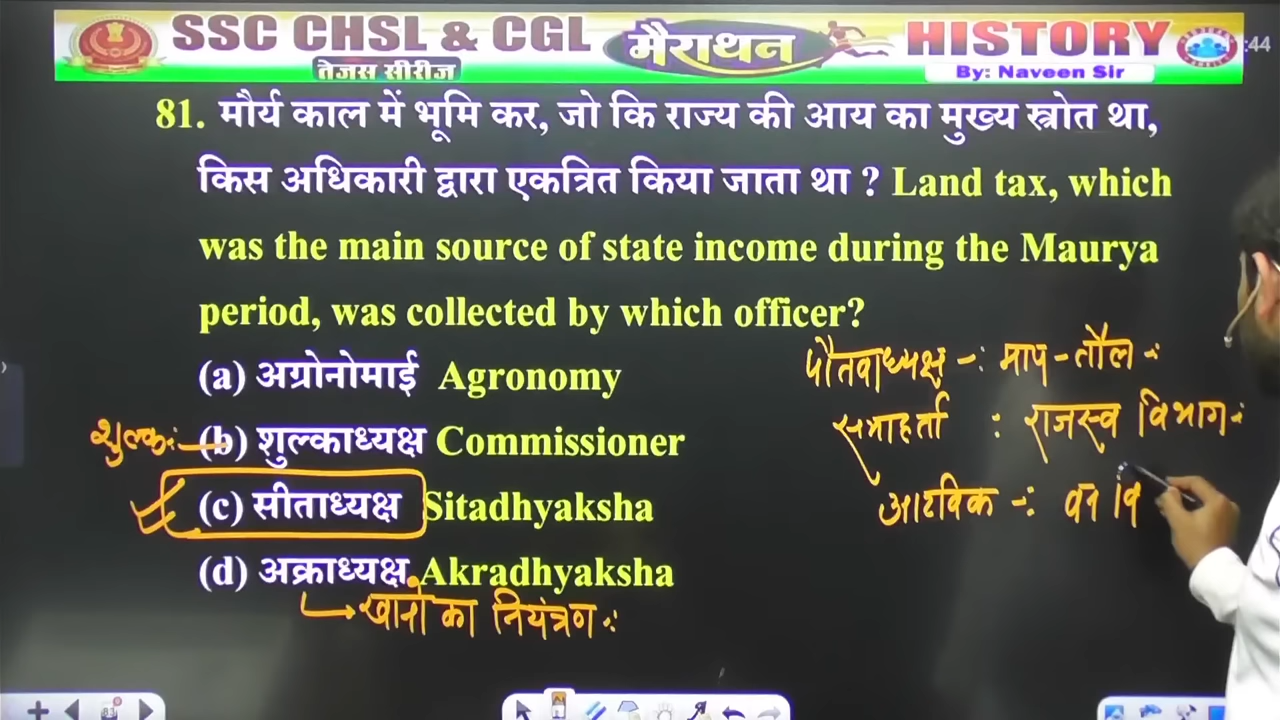 SSC CHSL & CGL
तेजस सीरीज
मैराथन
HISTORY
By: Naveen Sir
:44
81. मौर्य काल में भूमि कर, जो कि राज्य की आय का मुख्य स्त्रोत था,
किस अधिकारी द्वारा एकत्रित किया जाता था ? Land tax, which
was the main source of state income during the Maurya
period, was collected by which officer?
(a) अग्रोनोमाई Agronomy
शुल्कः (b) शुल्काध्यक्ष Commissioner
(c) सीताध्यक्ष Sitadhyaksha
(d) अक्राध्यक्ष Akradhyaksha
खानों का नियंत्रण
पौतवाध्यक्ष -: माप-तौल
समाहर्ता : राजस्व विभाग
आटविक -: वन वि
81